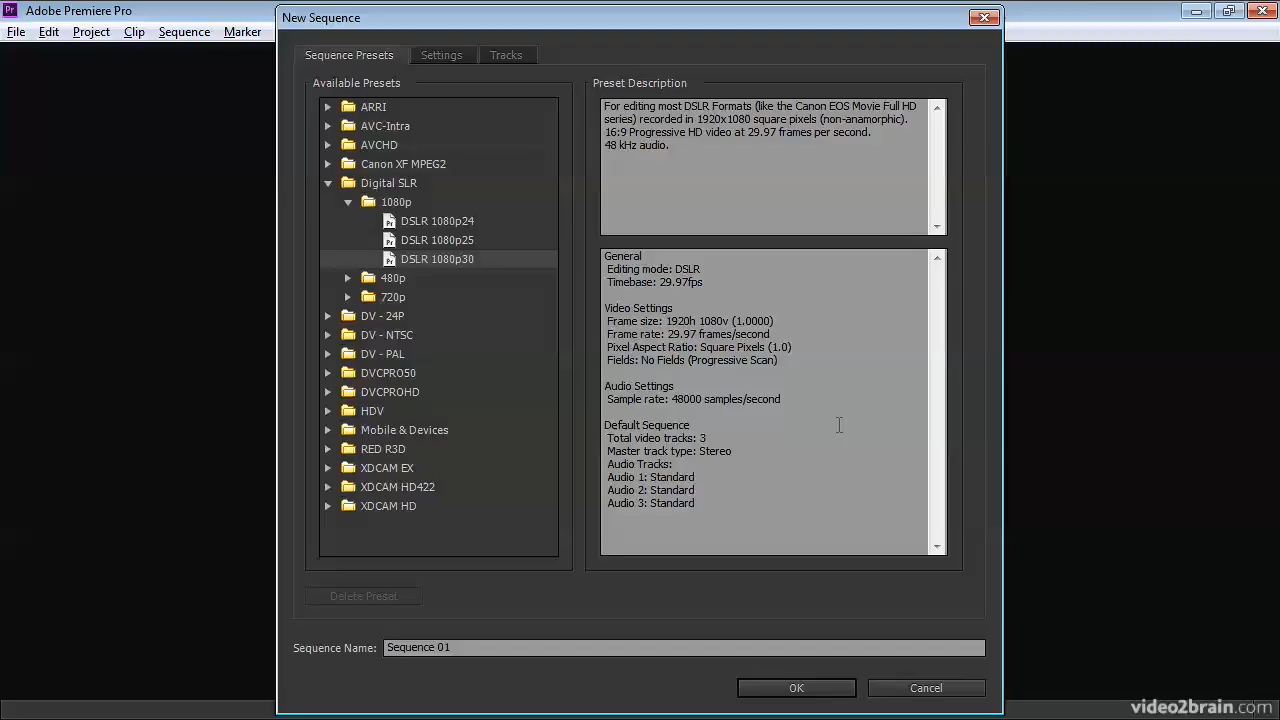 Adobe Premiere Pro
File Edit Project Clip Sequence Marker
New Sequence
Sequence Presets Settings Tracks
Available Presets
ARRI
AVC-Intra
AVCHD
Canon XF MPEG2
Digital SLR
1080p
DSLR 1080p24
DSLR 1080p25
DSLR 1080p30
480p
720p
DV - 24P
DV - NTSC
DV - PAL
DVCPRO50
DVCPROHD
HDV
Mobile & Devices
RED R3D
XDCAM EX
XDCAM HD422
XDCAM HD
Delete Preset
Preset Description
For editing most DSLR Formats (like the Canon EOS Movie Full HD
series) recorded in 1920x1080 square pixels (non-anamorphic).
16:9 Progressive HD video at 29.97 frames per second.
48 kHz audio.
General
Editing mode: DSLR
Timebase: 29.97fps
Video Settings
Frame size: 1920h 1080v (1.0000)
Frame rate: 29.97 frames/second
Pixel Aspect Ratio: Square Pixels (1.0)
Fields: No Fields (Progressive Scan)
Audio Settings
Sample rate: 48000 samples/second
Default Sequence
Total video tracks: 3
Master track type: Stereo
Audio Tracks:
Audio 1: Standard
Audio 2: Standard
Audio 3: Standard
Sequence Name: Sequence 01
OK Cancel
video2brain.com